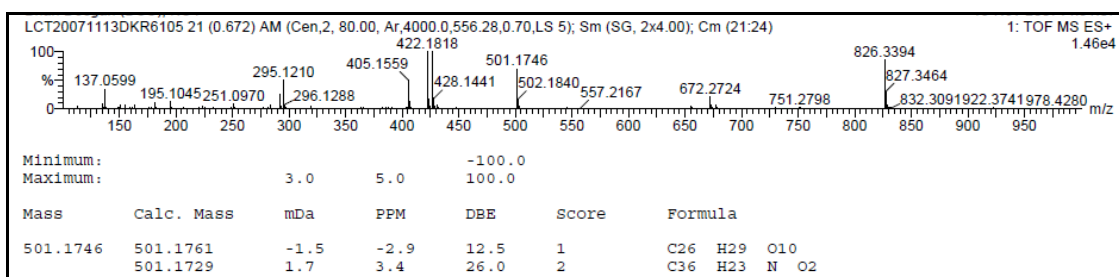 LCT20071113DKR6105 21 (0.672) AM (Cen,2, 80.00, Ar,4000.0,556.28,0.70,LS 5); Sm (SG, 2x4.00); Cm (21:24) 1: TOF MS ES+
1.46e4
100 % 0
137.0599 195.1045 251.0970 295.1210 296.1288 405.1559 422.1818 428.1441 501.1746 502.1840 557.2167 672.2724 751.2798 826.3394 827.3464 832.3091 922.3741 978.4280 m/z
150 200 250 300 350 400 450 500 550 600 650 700 750 800 850 900 950
Minimum: -100.0
Maximum: 3.0 5.0 100.0
Mass Calc. Mass mDa PPM DBE Score Formula
501.1746 501.1761 -1.5 -2.9 12.5 1 C26 H29 O10
501.1729 1.7 3.4 26.0 2 C36 H23 N O2